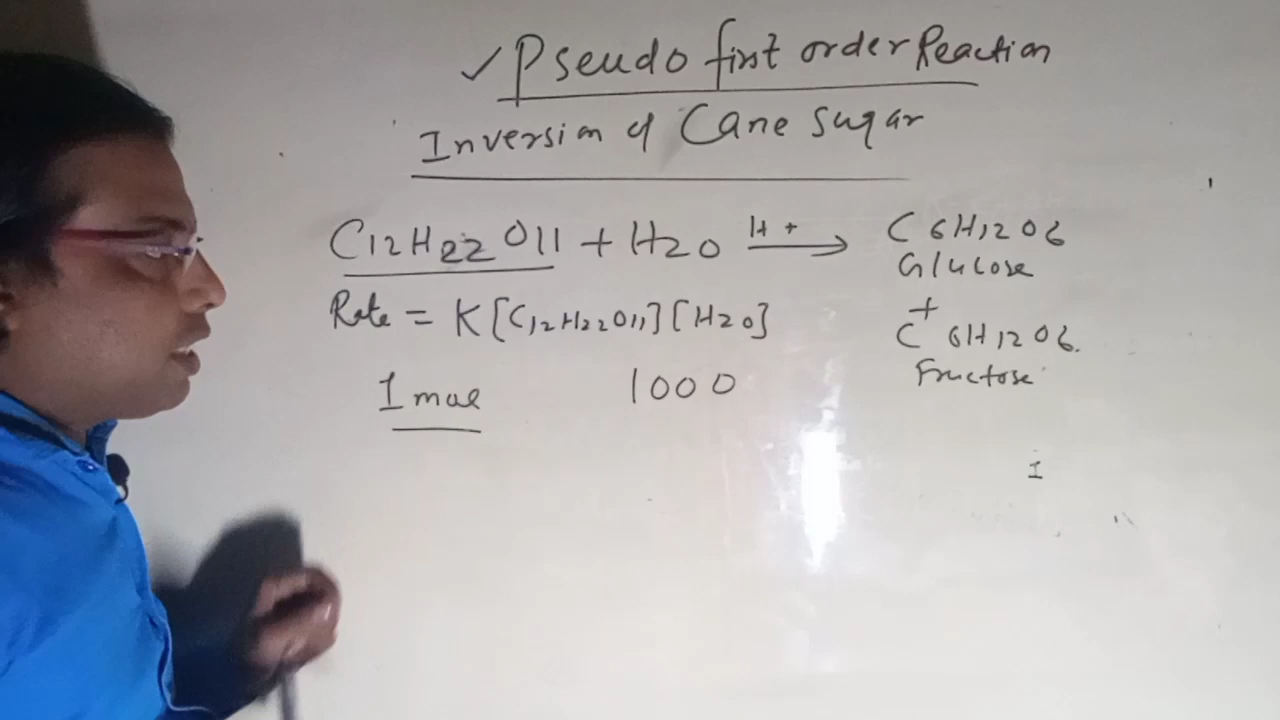 ✓ Pseudo first order Reaction
Inversion of Cane sugar
C12H22O11 + H2O H+ → C6H12O6
Glucose
Rate = K[C12H22O11][H2O]
+
C6H12O6.
Fructose
1 mol 1000
I